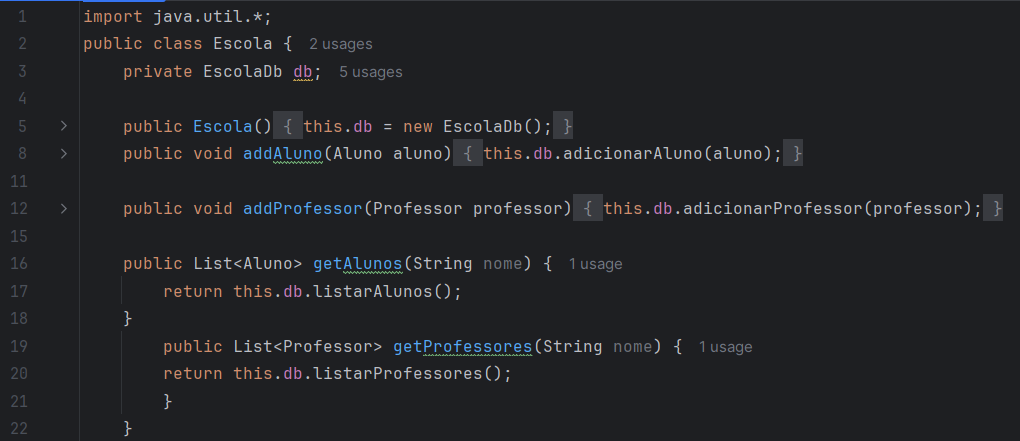 1 import java.util.*;
2 public class Escola { 2 usages
3 private EscolaDb db; 5 usages
4
5 public Escola() { this.db = new EscolaDb(); }
8 public void addAluno(Aluno aluno) { this.db.adicionarAluno(aluno); }
11
12 public void addProfessor(Professor professor) { this.db.adicionarProfessor(professor); }
15
16 public List<Aluno> getAlunos(String nome) { 1 usage
17 return this.db.listarAlunos();
18 }
19 public List<Professor> getProfessores(String nome) { 1 usage
20 return this.db.listarProfessores();
21 }
22 }